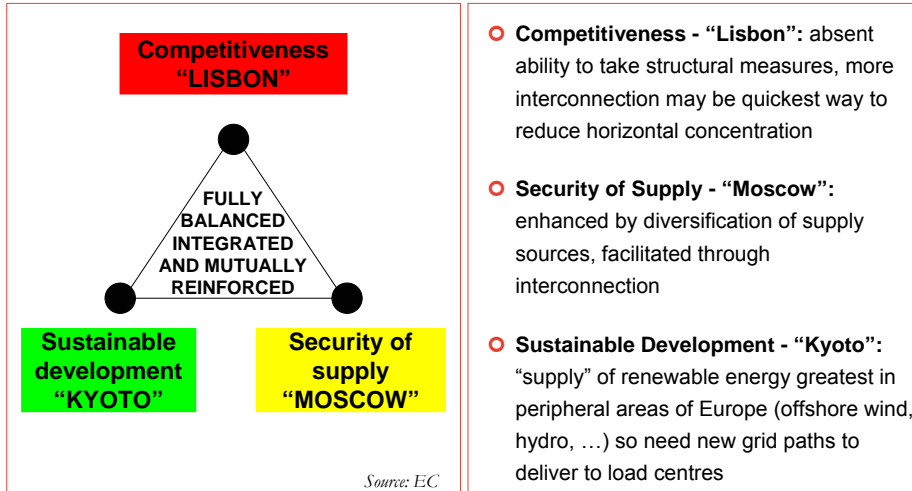 Competitiveness
“LISBON”
FULLY
BALANCED
INTEGRATED
AND MUTUALLY
REINFORCED
Sustainable
development
“KYOTO”
Security of
supply
“MOSCOW”
Source: EC
Competitiveness - “Lisbon”: absent
ability to take structural measures, more
interconnection may be quickest way to
reduce horizontal concentration
Security of Supply - “Moscow”:
enhanced by diversification of supply
sources, facilitated through
interconnection
Sustainable Development - “Kyoto”:
“supply” of renewable energy greatest in
peripheral areas of Europe (offshore wind,
hydro, …) so need new grid paths to
deliver to load centres